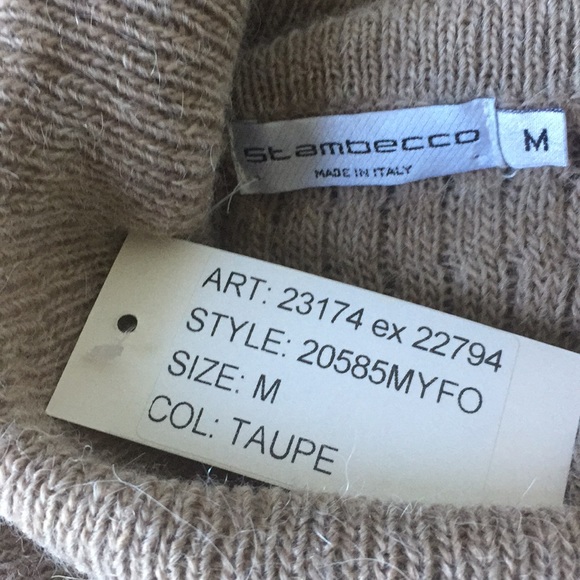 Stambecco
MADE IN ITALY
M
ART: 23174 ex 22794
STYLE: 20585MYFO
SIZE: M
COL: TAUPE